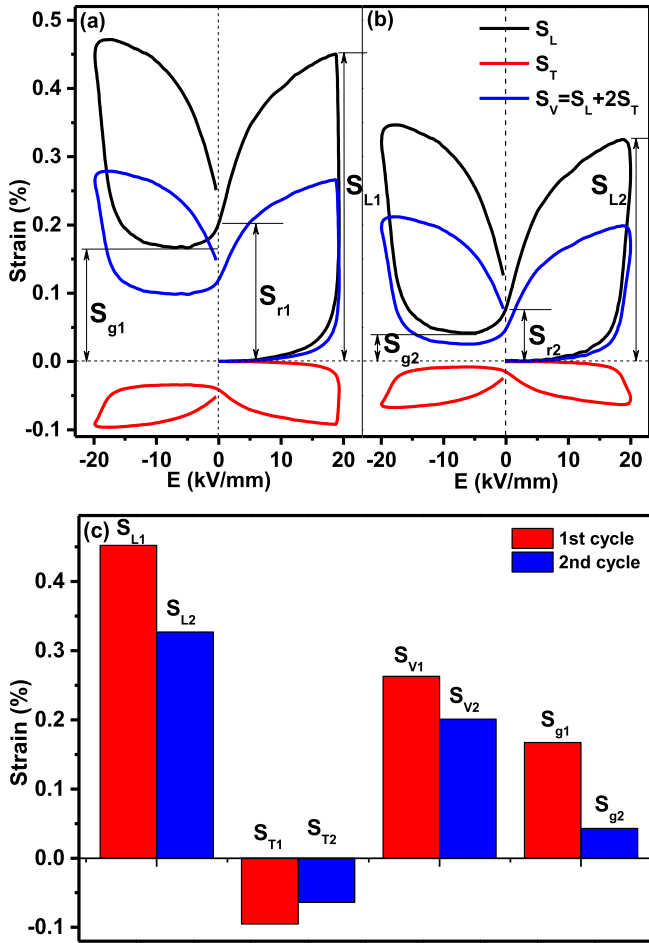 (a)
0.5
0.4
0.3
0.2
0.1
0.0
-0.1
Strain (%)
S_L1
S_r1
S_g1
-20 -10 0 10 20
E (kV/mm)
(b)
S_L
S_T
S_V=S_L+2S_T
S_L2
S_r2
S_g2
-20 -10 0 10 20
E (kV/mm)
(c)
1st cycle
2nd cycle
0.4
0.3
0.2
0.1
0.0
-0.1
Strain (%)
S_L1
S_L2
S_T1
S_T2
S_V1
S_V2
S_g1
S_g2